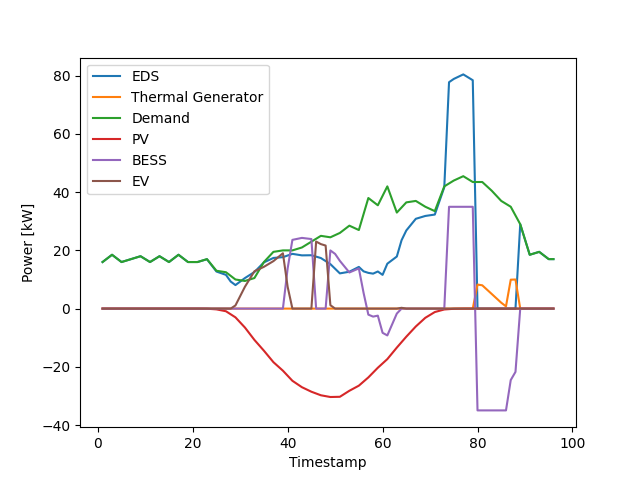 EDS
Thermal Generator
Demand
PV
BESS
EV
80
60
40
20
0
−20
−40
Power [kW]
0 20 40 60 80 100
Timestamp